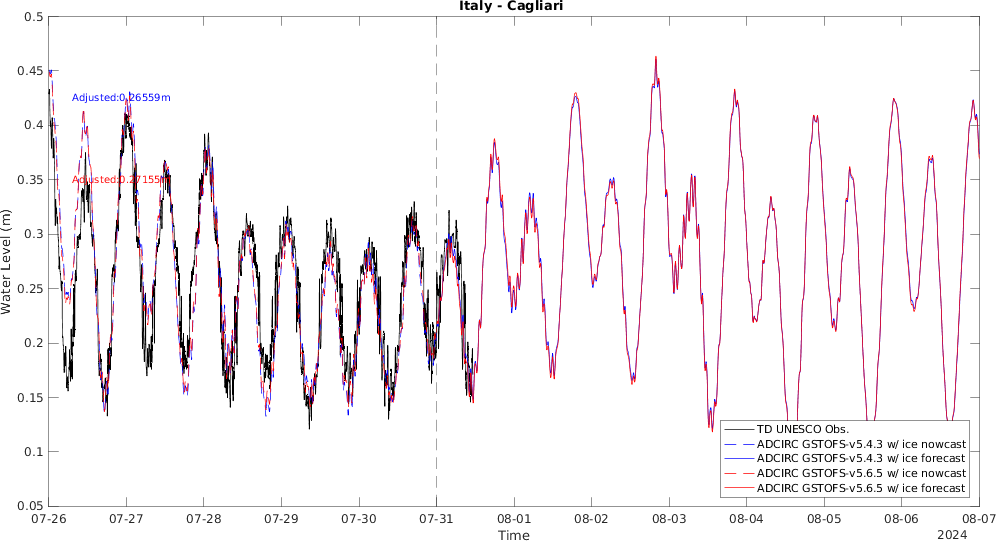 Italy - Cagliari
0.5
0.45
0.4
0.35
0.3
0.25
0.2
0.15
0.1
0.05
Water Level (m)
Adjusted:0.26559m
Adjusted:0.27155m
TD UNESCO Obs.
ADCIRC GSTOFS-v5.4.3 w/ ice nowcast
ADCIRC GSTOFS-v5.4.3 w/ ice forecast
ADCIRC GSTOFS-v5.6.5 w/ ice nowcast
ADCIRC GSTOFS-v5.6.5 w/ ice forecast
07-26 07-27 07-28 07-29 07-30 07-31 08-01 08-02 08-03 08-04 08-05 08-06 08-07
Time
2024